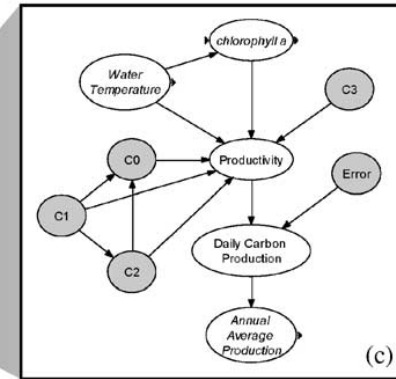 chlorophyll a
Water
Temperature
C3
C0
Productivity
Error
C1
C2
Daily Carbon
Production
Annual
Average
Production
(c)